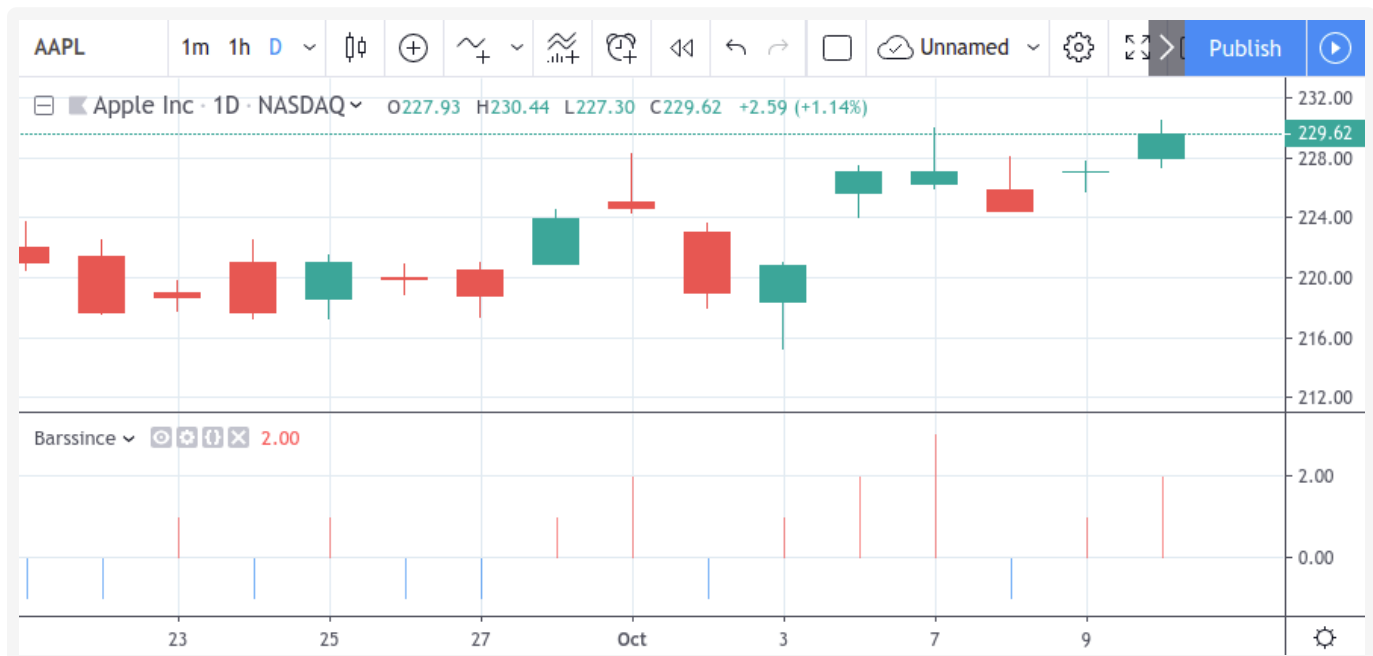 AAPL 1m 1h D Unnamed Publish
Apple Inc · 1D · NASDAQ O227.93 H230.44 L227.30 C229.62 +2.59 (+1.14%)
232.00
229.62
228.00
224.00
220.00
216.00
212.00
Barssince 2.00
2.00
0.00
23 25 27 Oct 3 7 9